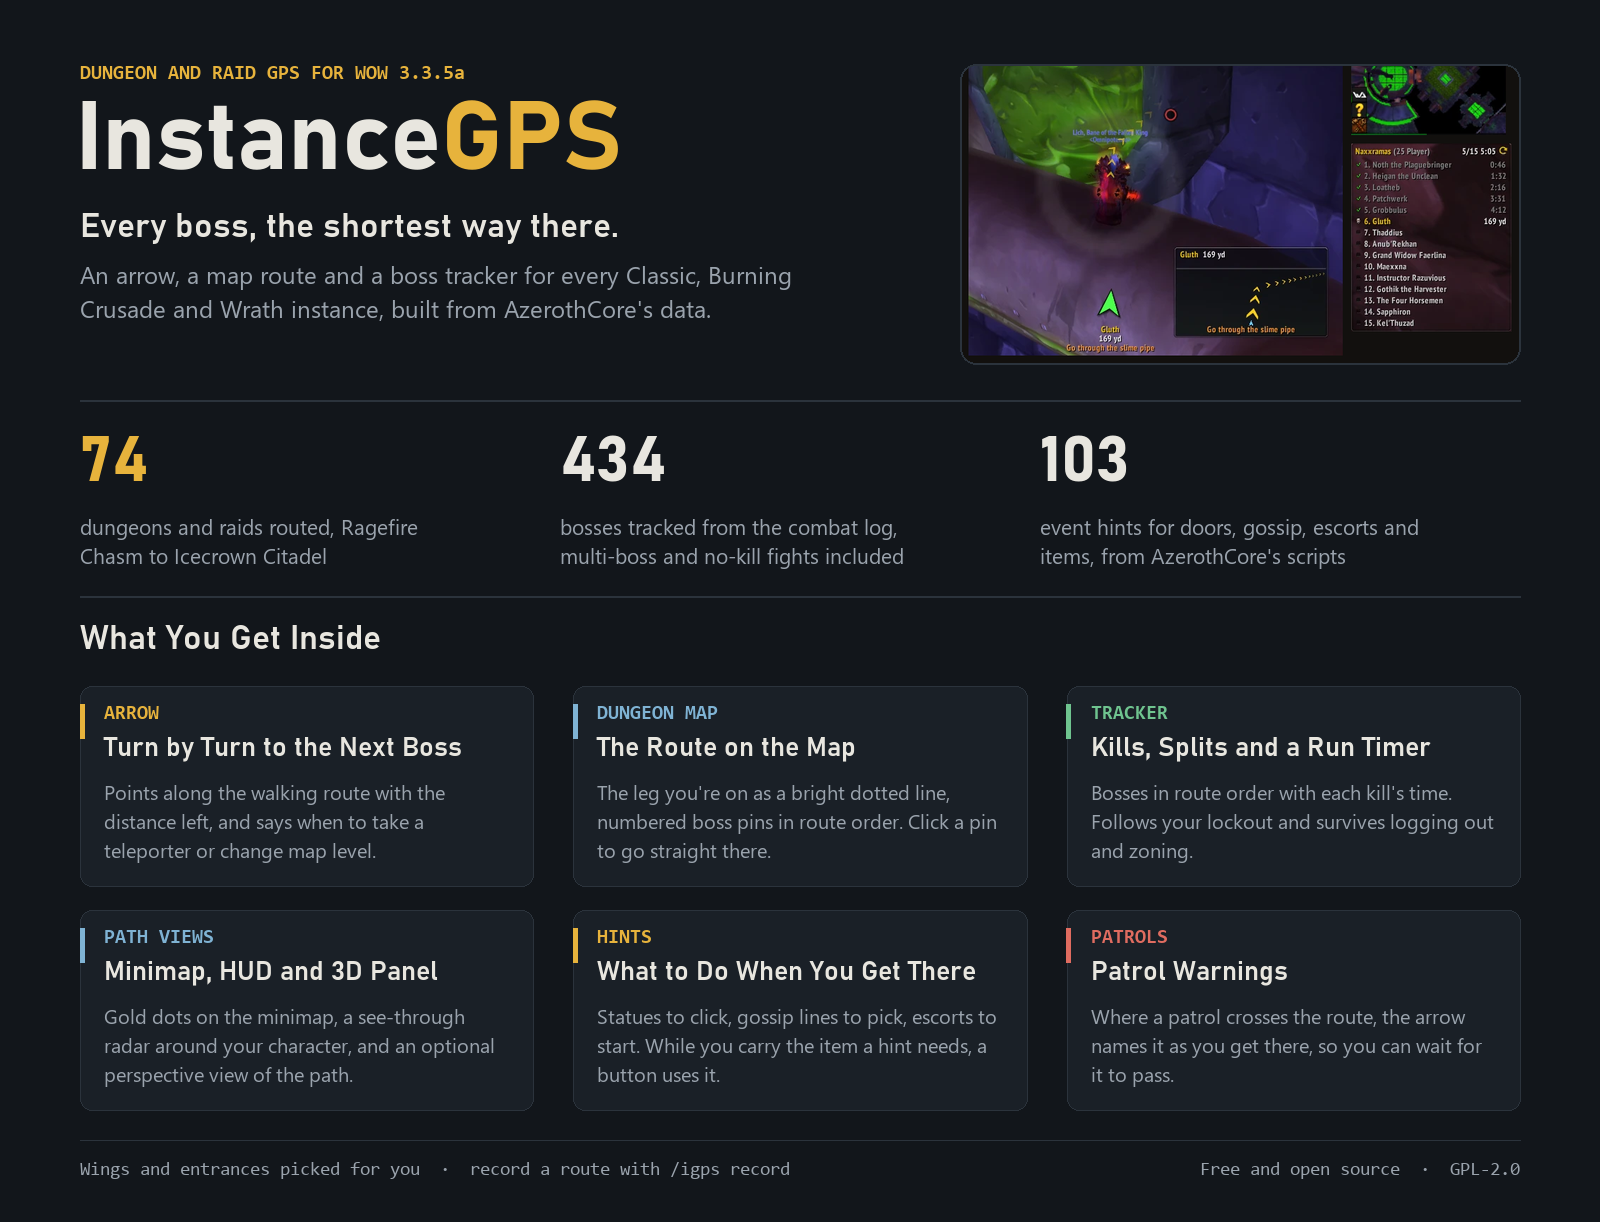 DUNGEON AND RAID GPS FOR WOW 3.3.5a
InstanceGPS
Every boss, the shortest way there.
An arrow, a map route and a boss tracker for every Classic, Burning
Crusade and Wrath instance, built from AzerothCore's data.
Gluth
169 yd
Go through the slime pipe
Gluth 169 yd
Go through the slime pipe
Naxxramas (25 Player) 5/15 5:05
1. Noth the Plaguebringer 0:46
2. Heigan the Unclean 1:32
3. Loatheb 2:16
4. Patchwerk 3:31
5. Grobbulus 4:12
6. Gluth 169 yd
7. Thaddius
8. Anub'Rekhan
9. Grand Widow Faerlina
10. Maexxna
11. Instructor Razuvious
12. Gothik the Harvester
13. The Four Horsemen
14. Sapphiron
15. Kel'Thuzad
74
dungeons and raids routed, Ragefire
Chasm to Icecrown Citadel
434
bosses tracked from the combat log,
multi-boss and no-kill fights included
103
event hints for doors, gossip, escorts and
items, from AzerothCore's scripts
What You Get Inside
ARROW
Turn by Turn to the Next Boss
Points along the walking route with the
distance left, and says when to take a
teleporter or change map level.
DUNGEON MAP
The Route on the Map
The leg you're on as a bright dotted line,
numbered boss pins in route order. Click a pin
to go straight there.
TRACKER
Kills, Splits and a Run Timer
Bosses in route order with each kill's time.
Follows your lockout and survives logging out
and zoning.
PATH VIEWS
Minimap, HUD and 3D Panel
Gold dots on the minimap, a see-through
radar around your character, and an optional
perspective view of the path.
HINTS
What to Do When You Get There
Statues to click, gossip lines to pick, escorts to
start. While you carry the item a hint needs, a
button uses it.
PATROLS
Patrol Warnings
Where a patrol crosses the route, the arrow
names it as you get there, so you can wait for
it to pass.
Wings and entrances picked for you · record a route with /igps record
Free and open source · GPL-2.0